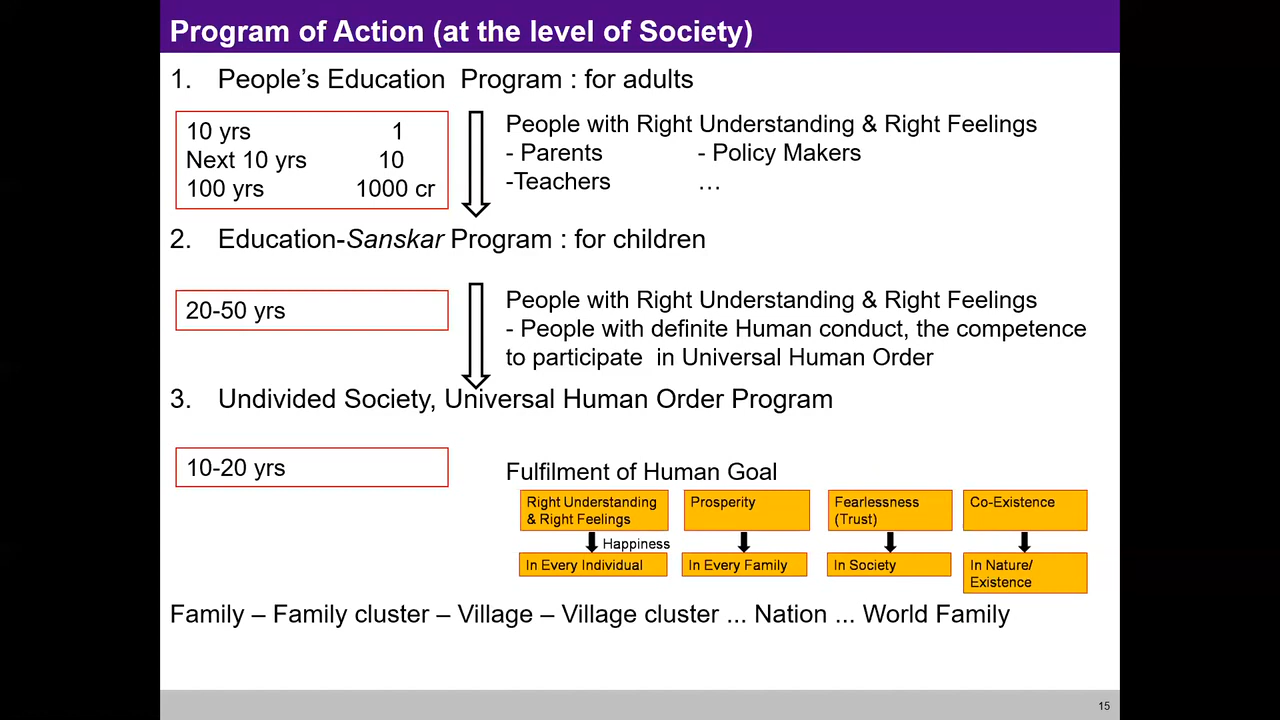 Program of Action (at the level of Society)
1. People's Education Program : for adults
10 yrs 1
Next 10 yrs 10
100 yrs 1000 cr
People with Right Understanding & Right Feelings
- Parents - Policy Makers
-Teachers ...
2. Education-Sanskar Program : for children
20-50 yrs
People with Right Understanding & Right Feelings
- People with definite Human conduct, the competence
to participate in Universal Human Order
3. Undivided Society, Universal Human Order Program
10-20 yrs
Fulfilment of Human Goal
Right Understanding
& Right Feelings
Prosperity
Fearlessness
(Trust)
Co-Existence
Happiness
In Every Individual
In Every Family
In Society
In Nature/
Existence
Family – Family cluster – Village – Village cluster ... Nation ... World Family
15